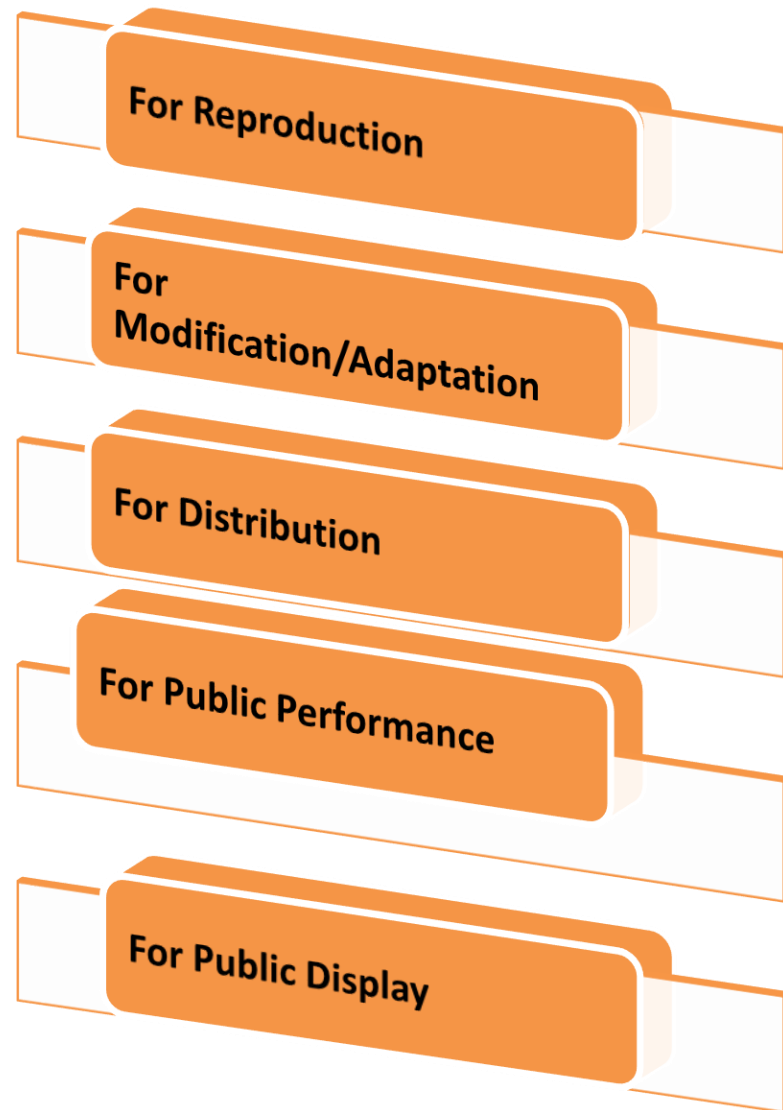 For Reproduction
For
Modification/Adaptation
For Distribution
For Public Performance
For Public Display